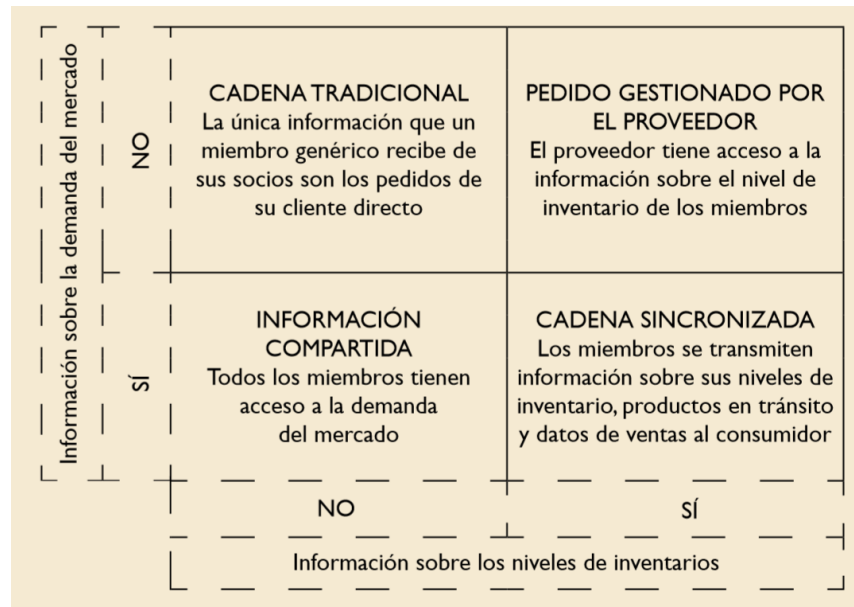 Información sobre la demanda del mercado
NO
CADENA TRADICIONAL
La única información que un
miembro genérico recibe de
sus socios son los pedidos de
su cliente directo
PEDIDO GESTIONADO POR
EL PROVEEDOR
El proveedor tiene acceso a la
información sobre el nivel de
inventario de los miembros
SÍ
INFORMACIÓN
COMPARTIDA
Todos los miembros tienen
acceso a la demanda
del mercado
CADENA SINCRONIZADA
Los miembros se transmiten
información sobre sus niveles de
inventario, productos en tránsito
y datos de ventas al consumidor
NO
SÍ
Información sobre los niveles de inventarios